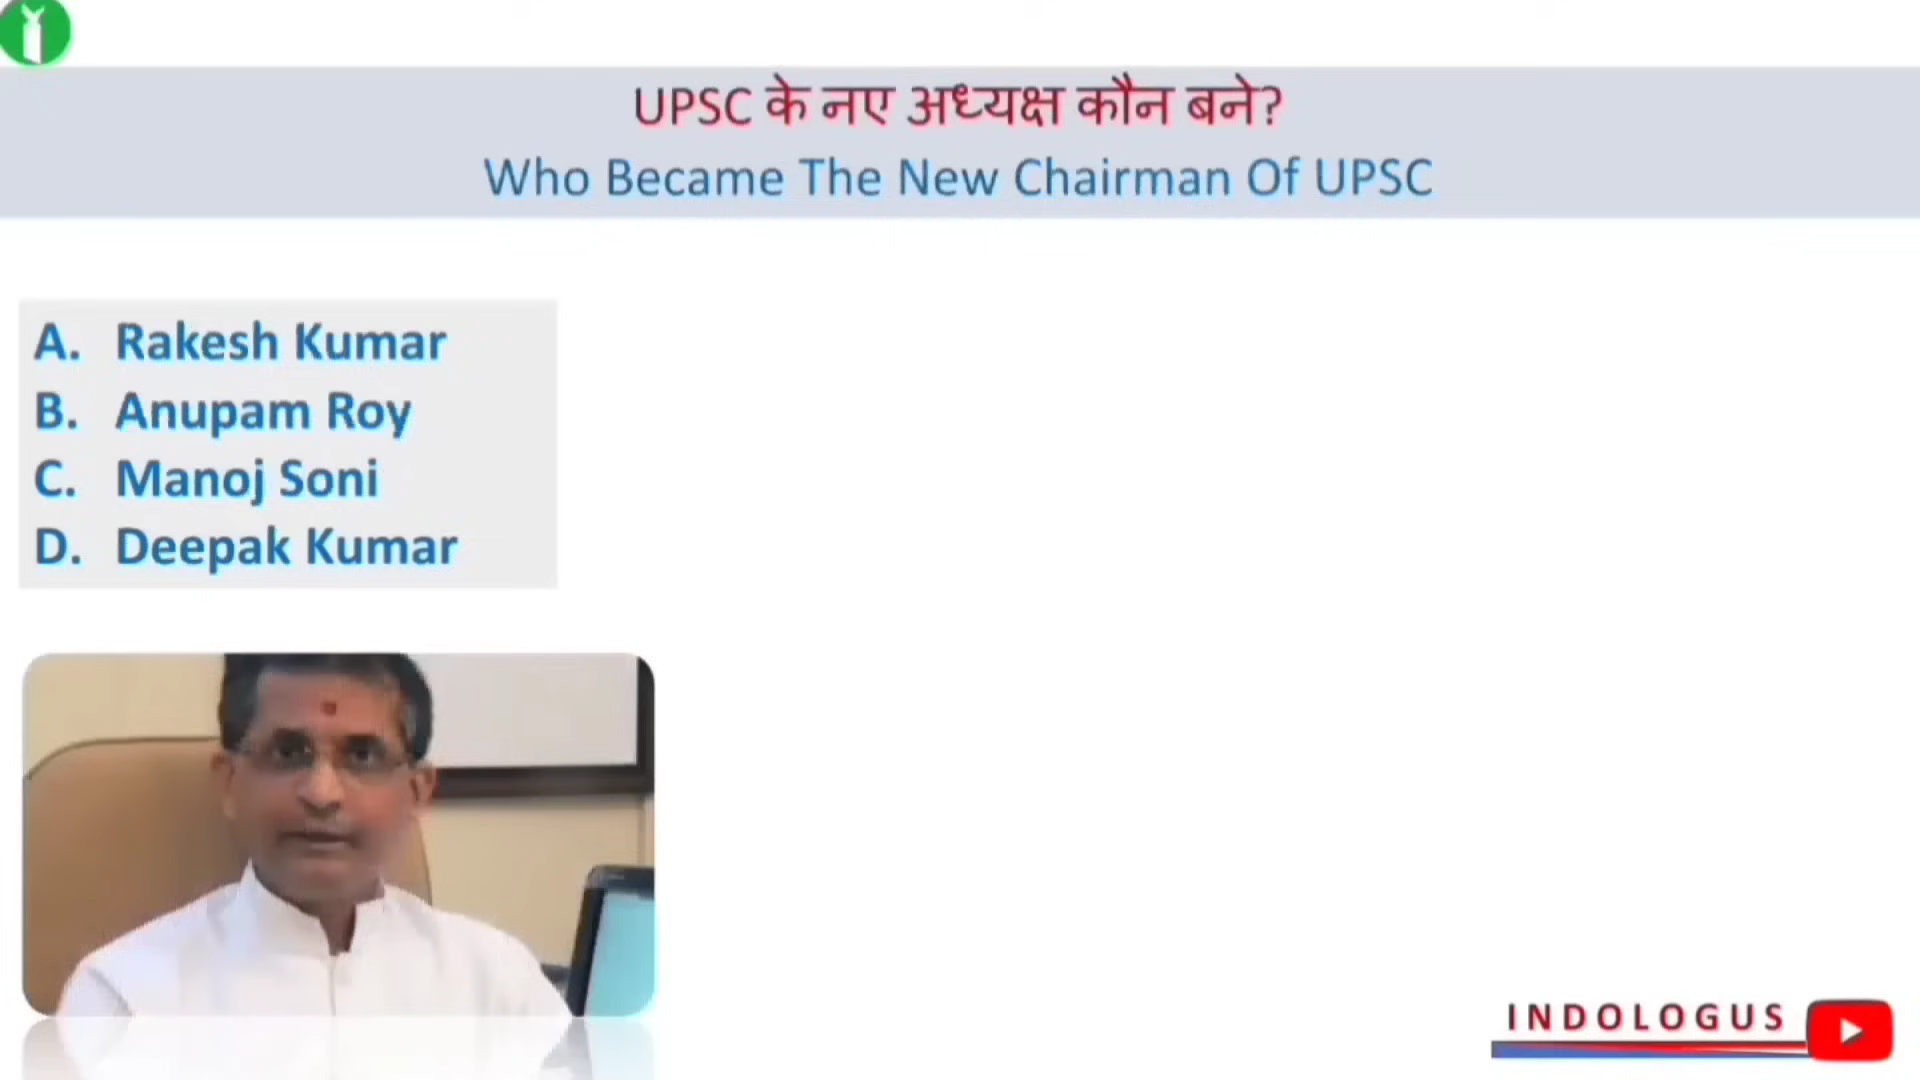 UPSC के नए अध्यक्ष कौन बने?
Who Became The New Chairman Of UPSC
A. Rakesh Kumar
B. Anupam Roy
C. Manoj Soni
D. Deepak Kumar
INDOLOGUS